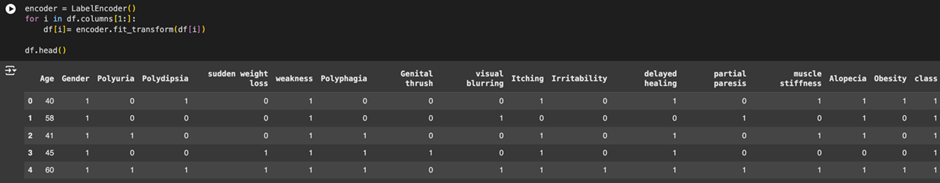 encoder = LabelEncoder()
for i in df.columns[1:]:
    df[i]= encoder.fit_transform(df[i])
df.head()
Age Gender Polyuria Polydipsia sudden weight loss weakness Polyphagia Genital thrush visual blurring Itching Irritability delayed healing partial paresis muscle stiffness Alopecia Obesity class
0 40 1 0 1 0 1 0 0 0 1 0 1 0 1 1 1 1
1 58 1 0 0 0 1 0 0 1 0 0 0 1 0 1 0 1
2 41 1 1 0 0 1 1 0 0 1 0 1 0 1 1 0 1
3 45 1 0 0 1 1 1 1 0 1 0 1 0 0 0 0 1
4 60 1 1 1 1 1 1 0 1 1 1 1 1 1 1 1 1